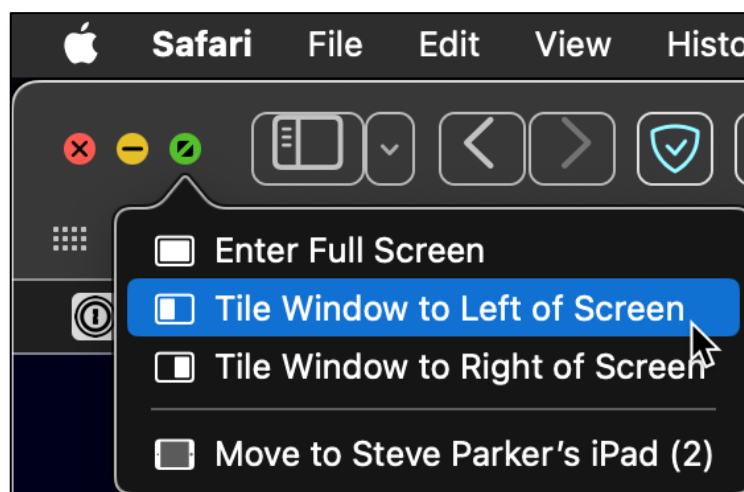 Safari File Edit View Histo
Enter Full Screen
Tile Window to Left of Screen
Tile Window to Right of Screen
Move to Steve Parker’s iPad (2)